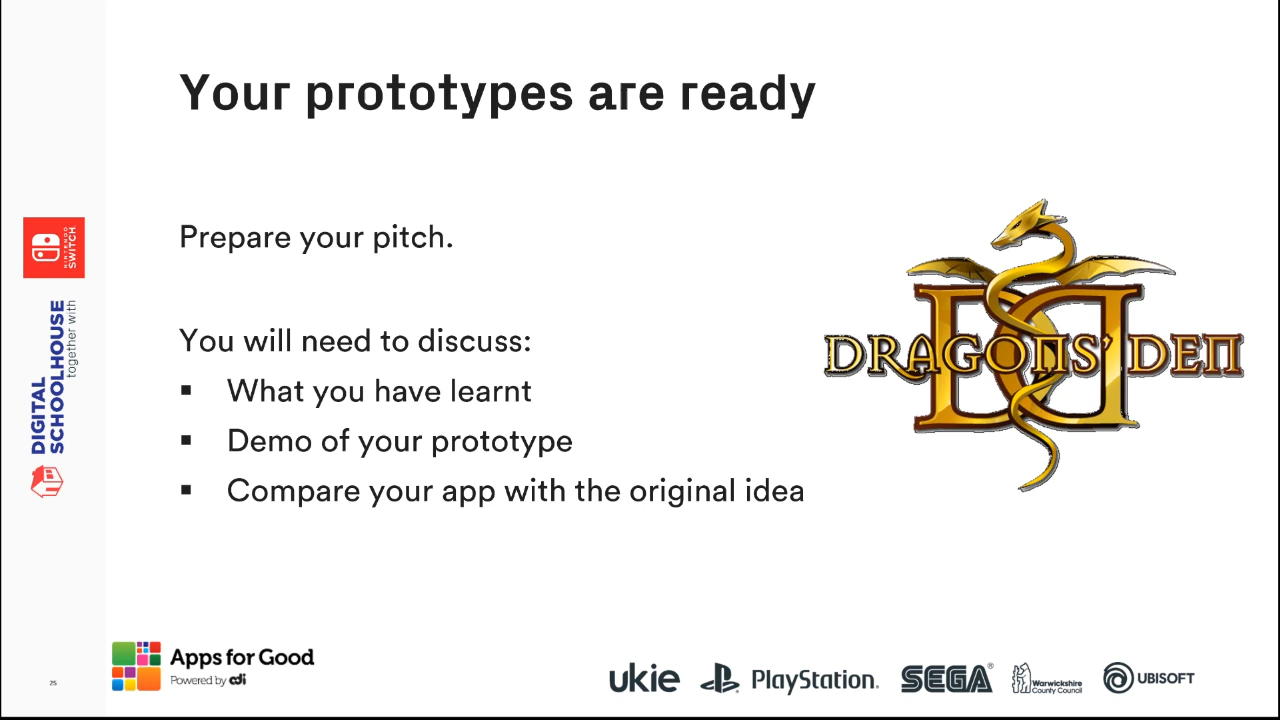 Your prototypes are ready
Prepare your pitch.
You will need to discuss:
▪ What you have learnt
▪ Demo of your prototype
▪ Compare your app with the original idea
DD
DRAGONS' DEN
NINTENDO
SWITCH
DIGITAL
SCHOOLHOUSE
together with
25
Apps for Good
Powered by edi
ukie
PlayStation®
SEGA®
Warwickshire
County Council
UBISOFT